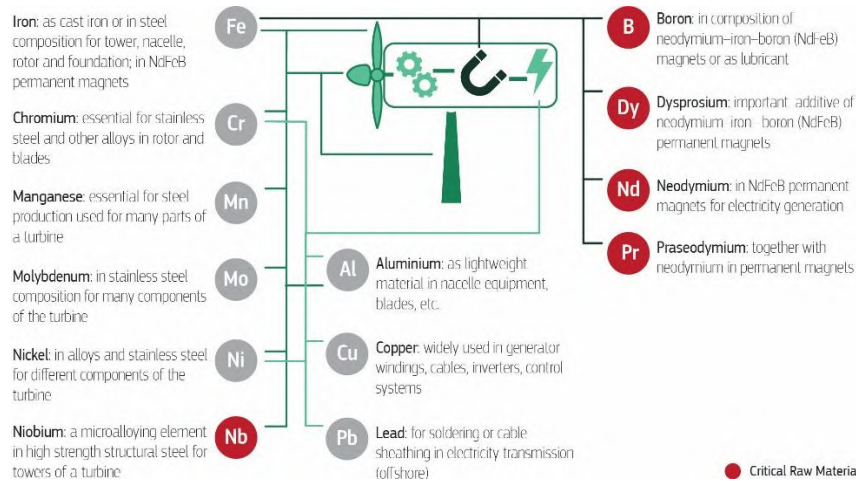 Iron: as cast iron or in steel
composition for tower, nacelle,
rotor and foundation; in NdFeB
permanent magnets
Fe
Chromium: essential for stainless
steel and other alloys in rotor and
blades
Cr
Manganese: essential for steel
production used for many parts of
a turbine
Mn
Molybdenum: in stainless steel
composition for many components
of the turbine
Mo
Nickel: in alloys and stainless steel
for different components of the
turbine
Ni
Niobium: a microalloying element
in high strength structural steel for
towers of a turbine
Nb
Al
Aluminium: as lightweight
material in nacelle equipment,
blades, etc.
Cu
Copper: widely used in generator
windings, cables, inverters, control
systems
Pb
Lead: for soldering or cable
sheathing in electricity transmission
(offshore)
B
Boron: in composition of
neodymium–iron–boron (NdFeB)
magnets or as lubricant
Dy
Dysprosium: important additive of
neodymium–iron–boron (NdFeB)
permanent magnets
Nd
Neodymium: in NdFeB permanent
magnets for electricity generation
Pr
Praseodymium: together with
neodymium in permanent magnets
Critical Raw Materia